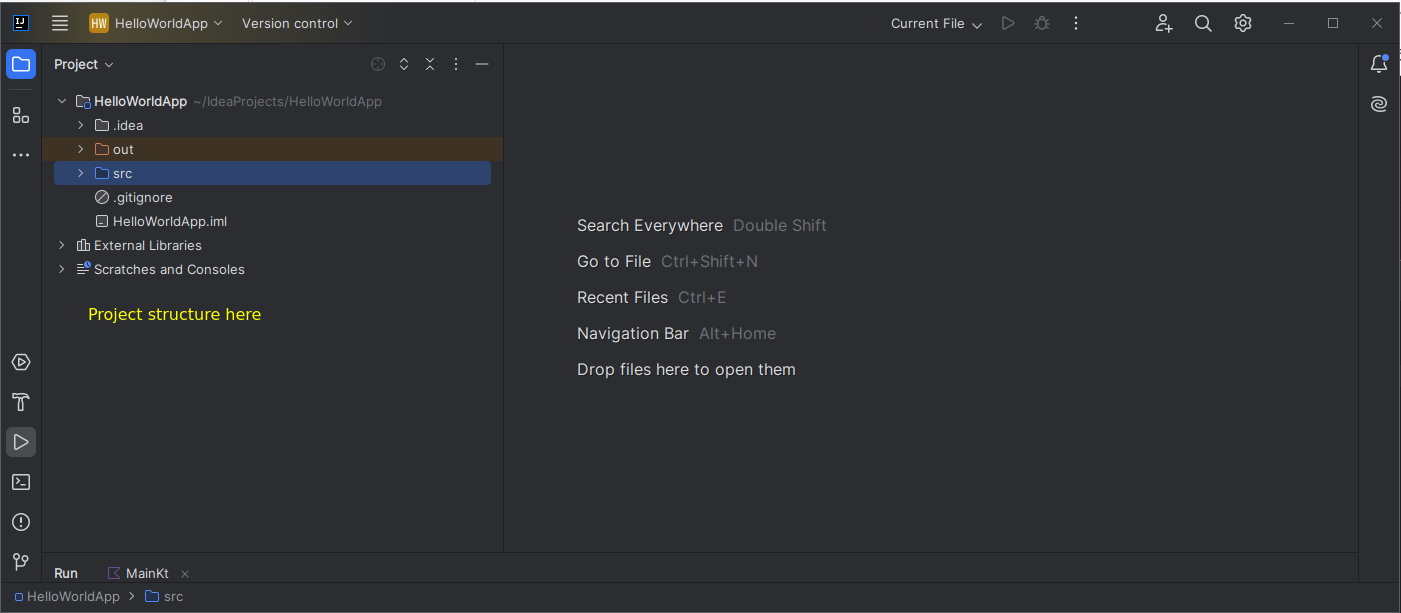 IJ HW HelloWorldApp Version control Current File
Project
HelloWorldApp ~/IdeaProjects/HelloWorldApp
.idea
out
src
.gitignore
HelloWorldApp.iml
External Libraries
Scratches and Consoles
Project structure here
Search Everywhere Double Shift
Go to File Ctrl+Shift+N
Recent Files Ctrl+E
Navigation Bar Alt+Home
Drop files here to open them
Run MainKt
HelloWorldApp > src